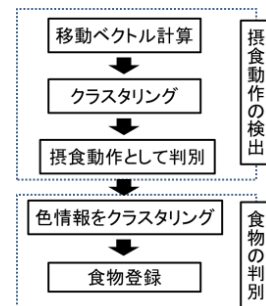 移動ベクトル計算
クラスタリング
摂食動作として判別
摂食動作の検出
色情報をクラスタリング
食物登録
食物の判別